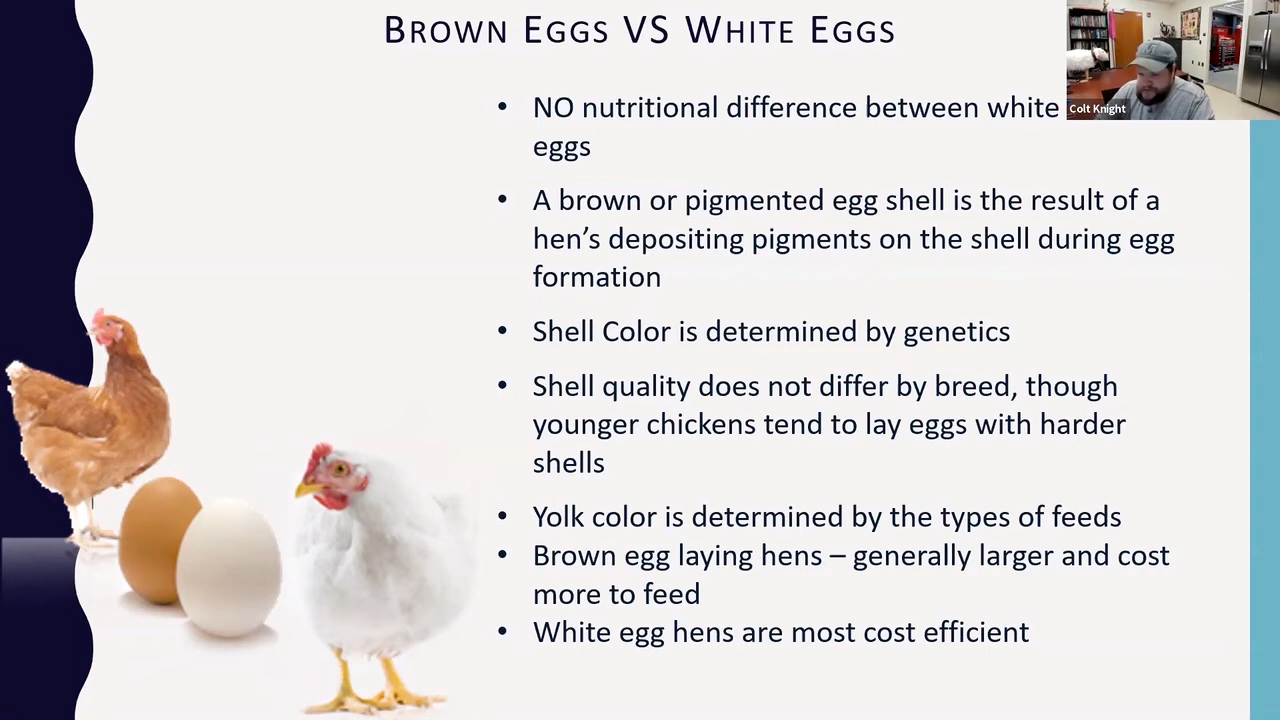 BROWN EGGS VS WHITE EGGS
Colt Knight
• NO nutritional difference between white
eggs
• A brown or pigmented egg shell is the result of a
hen’s depositing pigments on the shell during egg
formation
• Shell Color is determined by genetics
• Shell quality does not differ by breed, though
younger chickens tend to lay eggs with harder
shells
• Yolk color is determined by the types of feeds
• Brown egg laying hens – generally larger and cost
more to feed
• White egg hens are most cost efficient